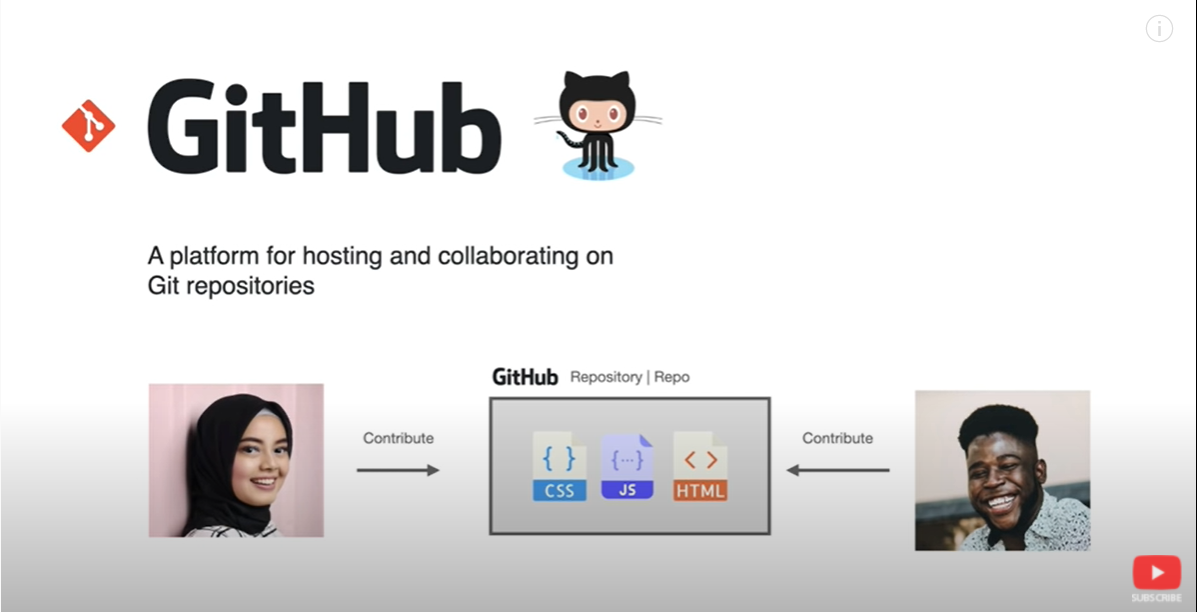 GitHub
A platform for hosting and collaborating on
Git repositories
GitHub Repository | Repo
Contribute
Contribute
{ } {...} < >
CSS JS HTML
SUBSCRIBE